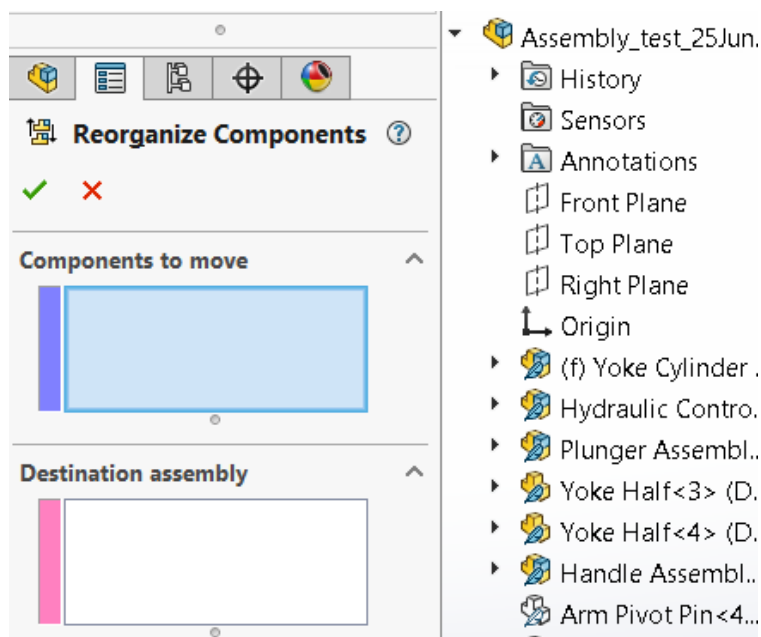 Reorganize Components ?
Components to move
Destination assembly
Assembly_test_25Jun.
History
Sensors
A Annotations
Front Plane
Top Plane
Right Plane
Origin
(f) Yoke Cylinder .
Hydraulic Contro.
Plunger Assembl..
Yoke Half<3> (D.
Yoke Half<4> (D.
Handle Assembl..
Arm Pivot Pin<4...